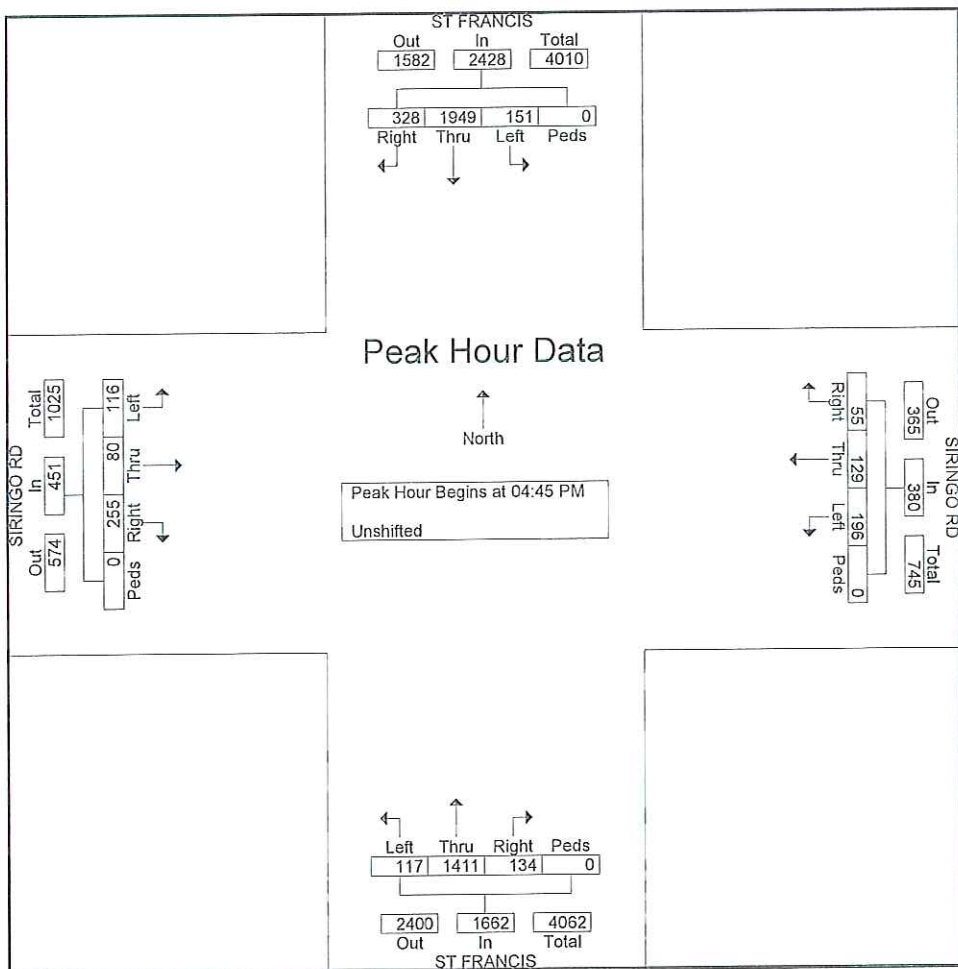 ST FRANCIS
Out In Total
1582 2428 4010
328 1949 151 0
Right Thru Left Peds
Peak Hour Data
North
Peak Hour Begins at 04:45 PM
Unshifted
SIRINGO RD
Total In Out
1025 451 574
116 80 255 0
Left Thru Right Peds
SIRINGO RD
Out In Total
365 380 745
55 129 196 0
Right Thru Left Peds
Left Thru Right Peds
117 1411 134 0
2400 1662 4062
Out In Total
ST FRANCIS